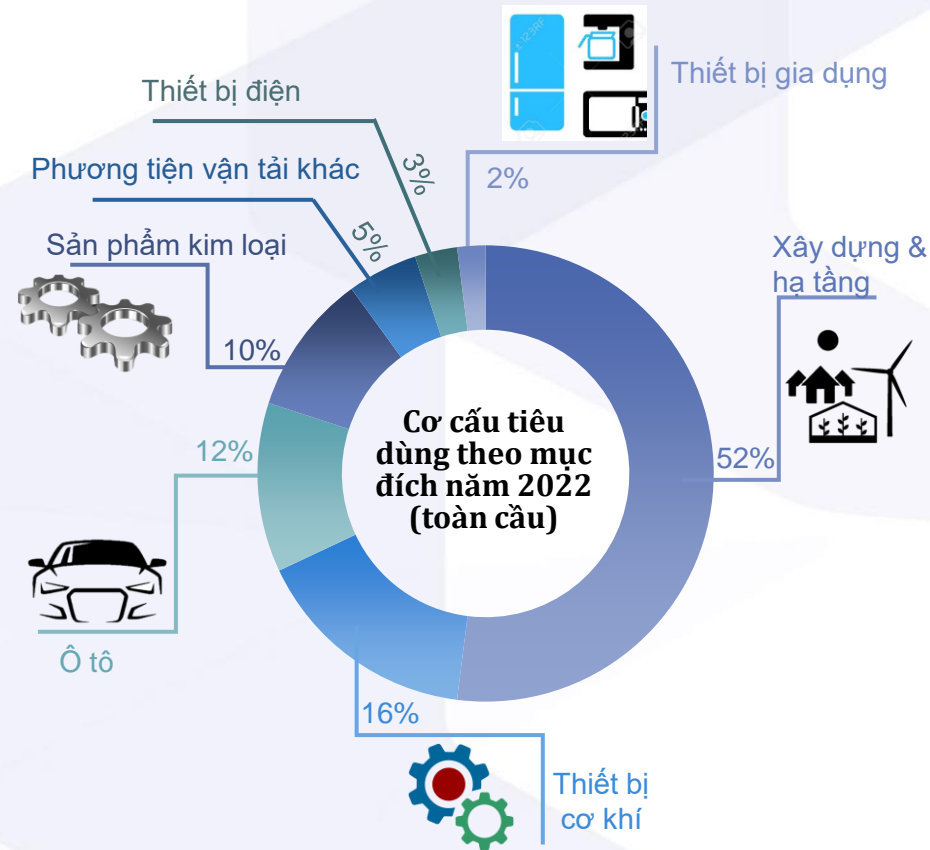 Thiết bị gia dụng
2%
Thiết bị điện
3%
Phương tiện vận tải khác
5%
Sản phẩm kim loại
10%
12%
Ô tô
Xây dựng &
hạ tầng
52%
Cơ cấu tiêu
dùng theo mục
đích năm 2022
(toàn cầu)
16%
Thiết bị
cơ khí
123RF